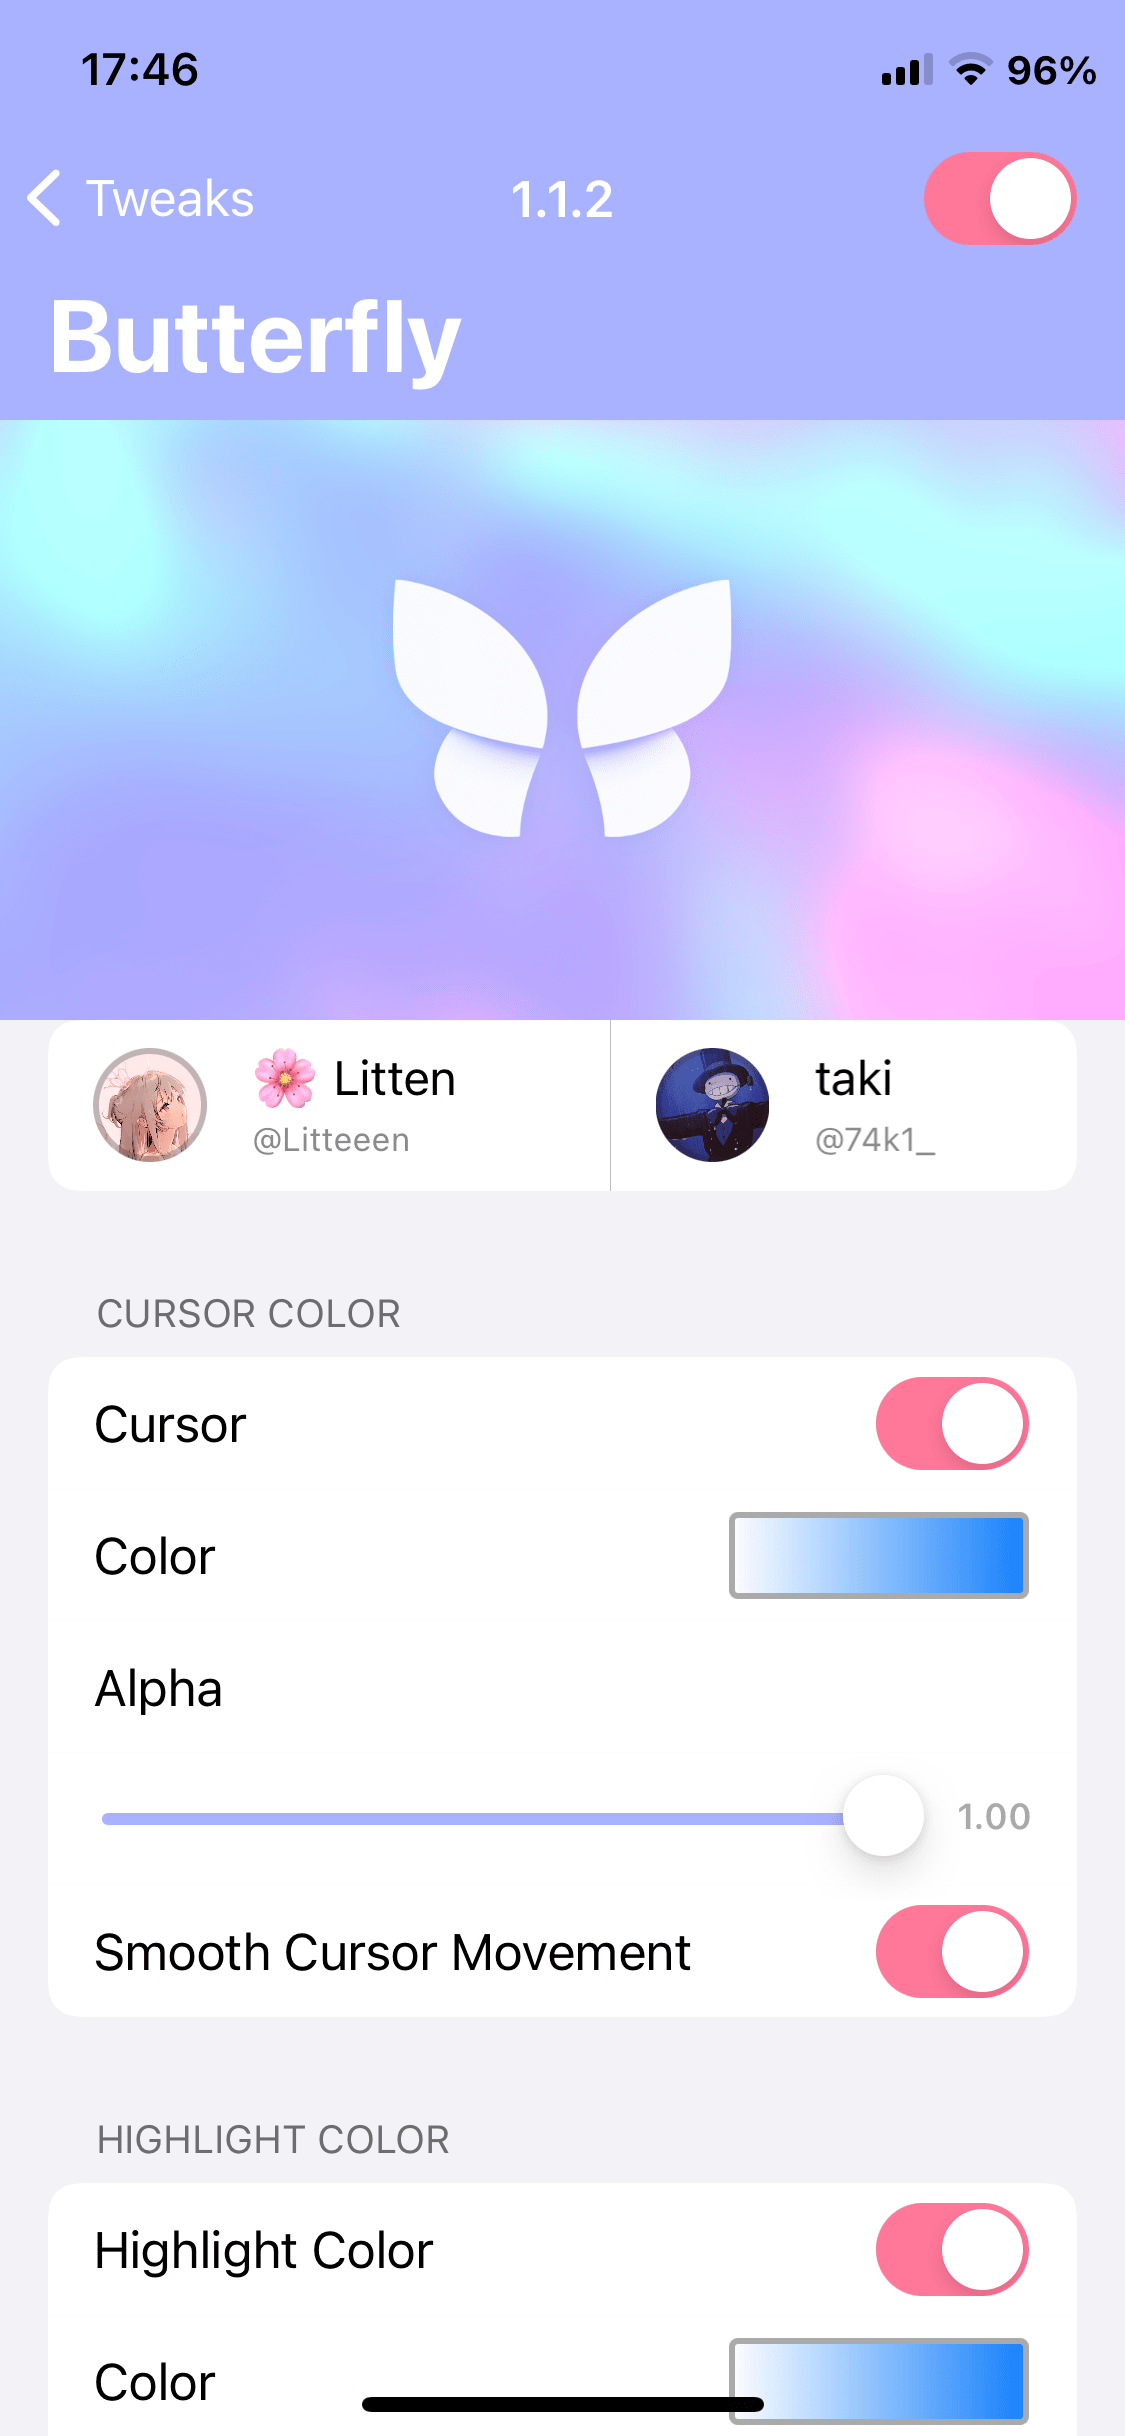 17:46
96%
Tweaks
1.1.2
Butterfly
🌸 Litten
@Litteeen
taki
@74k1_
CURSOR COLOR
Cursor
Color
Alpha
1.00
Smooth Cursor Movement
HIGHLIGHT COLOR
Highlight Color
Color